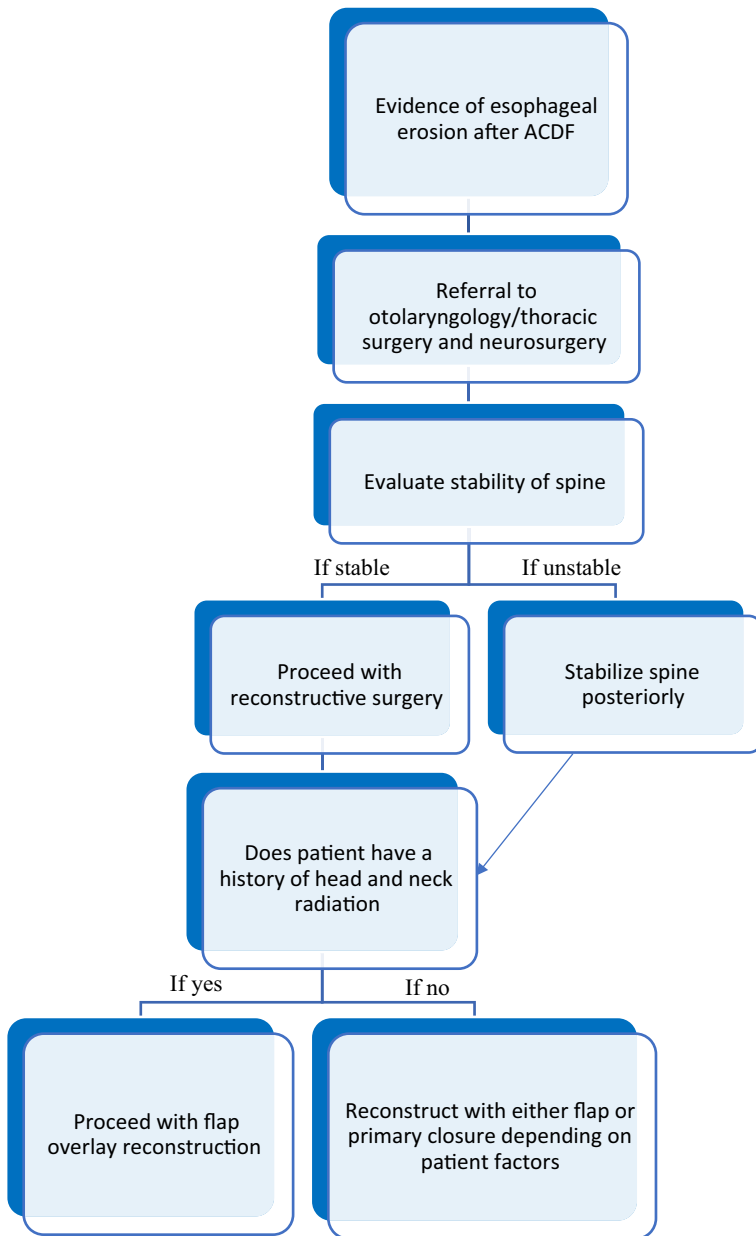 Evidence of esophageal
erosion after ACDF
Referral to
otolaryngology/thoracic
surgery and neurosurgery
Evaluate stability of spine
If stable
If unstable
Proceed with
reconstructive surgery
Stabilize spine
posteriorly
Does patient have a
history of head and neck
radiation
If yes
If no
Proceed with flap
overlay reconstruction
Reconstruct with either flap or
primary closure depending on
patient factors